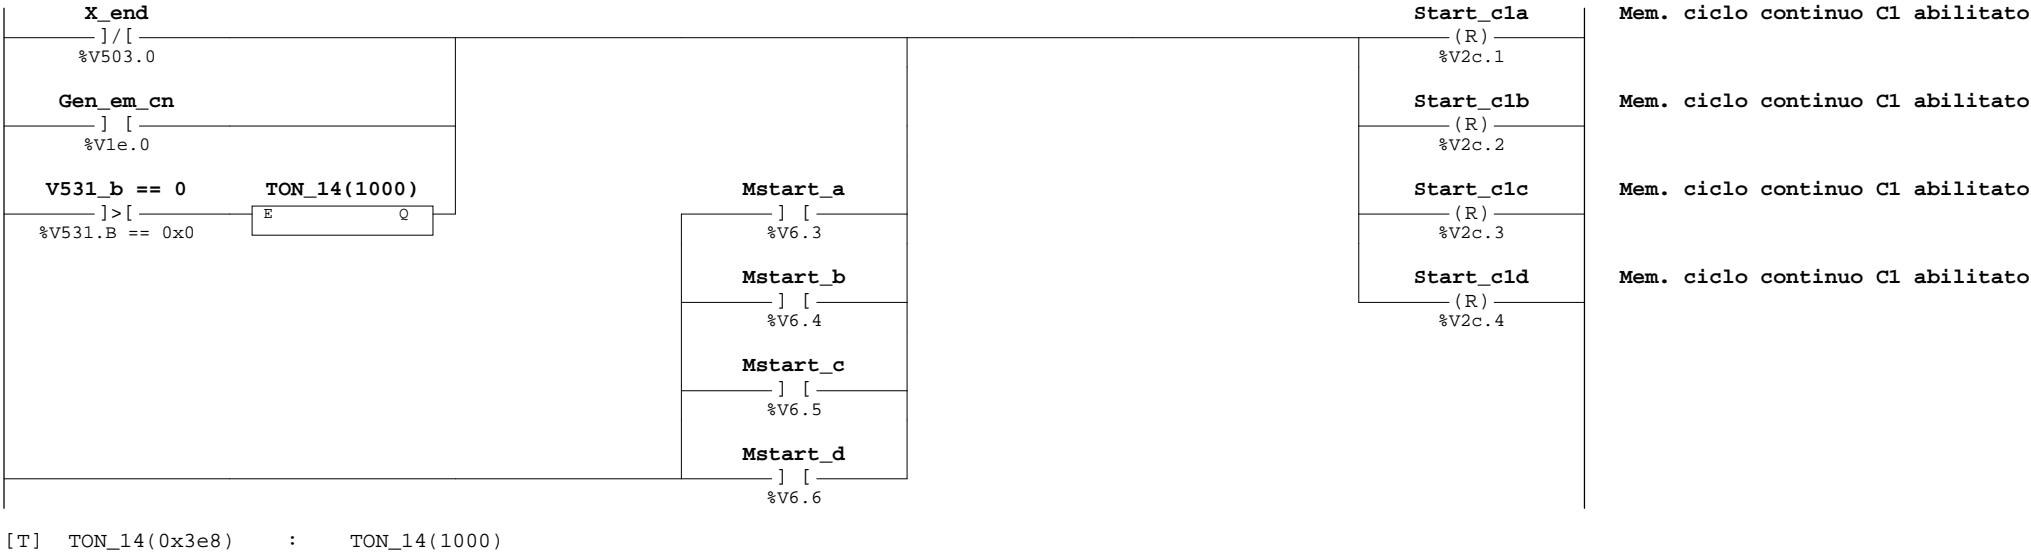 X_end Start_c1a Mem. ciclo continuo C1 abilitato
]/[ (R)
%V503.0 %V2c.1
Gen_em_cn Start_c1b Mem. ciclo continuo C1 abilitato
] [ (R)
%V1e.0 %V2c.2
V531_b == 0 TON_14(1000) Mstart_a Start_c1c Mem. ciclo continuo C1 abilitato
]>[ E Q ] [ (R)
%V531.B == 0x0 %V6.3 %V2c.3
Mstart_b Start_c1d Mem. ciclo continuo C1 abilitato
] [ (R)
%V6.4 %V2c.4
Mstart_c
] [
%V6.5
Mstart_d
] [
%V6.6
[T] TON_14(0x3e8) : TON_14(1000)